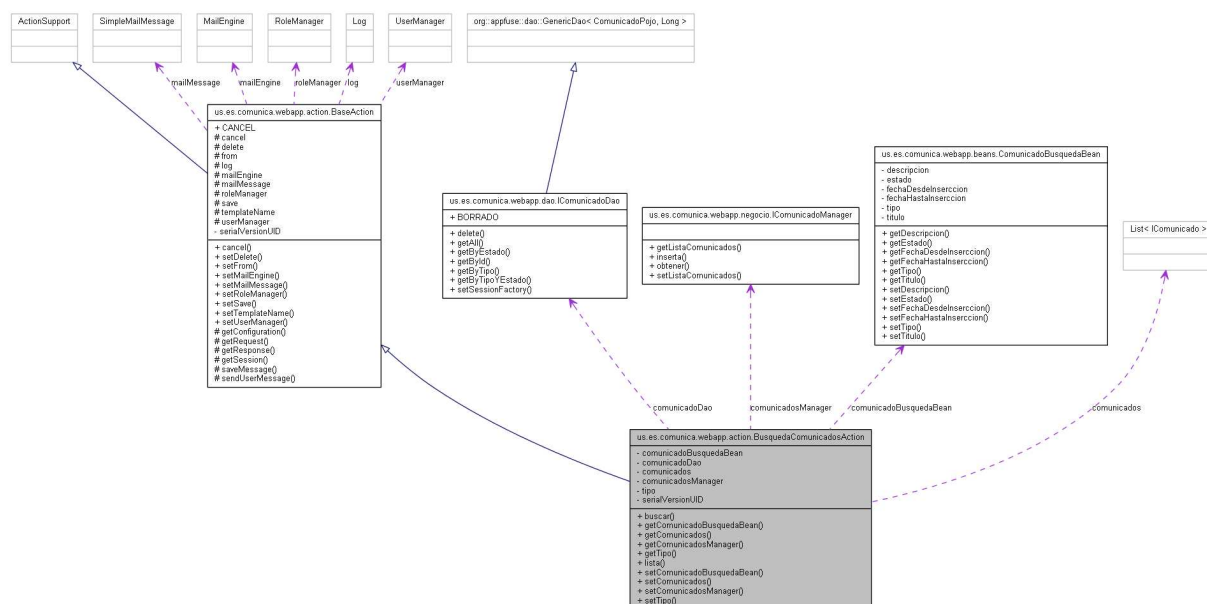 ActionSupport
SimpleMailMessage
MailEngine
RoleManager
Log
UserManager
org::appfuse::dao::GenericDao< ComunicadoPojo, Long >
mailMessage
mailEngine
roleManager
log
userManager
us.es.comunica.webapp.action.BaseAction
+ CANCEL
# cancel
# delete
# from
# log
# mailEngine
# mailMessage
# roleManager
# save
# templateName
# userManager
- serialVersionUID
+ cancel()
+ setDelete()
+ setFrom()
+ setMailEngine()
+ setMailMessage()
+ setRoleManager()
+ setSave()
+ setTemplateName()
+ setUserManager()
# getConfiguration()
# getRequest()
# getResponse()
# getSession()
# saveMessage()
# sendUserMessage()
us.es.comunica.webapp.dao.IComunicadoDao
+ BORRADO
+ delete()
+ getAll()
+ getByEstado()
+ getById()
+ getByTipo()
+ getByTipoYEstado()
+ setSessionFactory()
us.es.comunica.webapp.negocio.IComunicadoManager
+ getListaComunicados()
+ inserta()
+ obtener()
+ setListaComunicados()
us.es.comunica.webapp.beans.ComunicadoBusquedaBean
- descripcion
- estado
- fechaDesdeInserccion
- fechaHastaInserccion
- tipo
- titulo
+ getDescripcion()
+ getEstado()
+ getFechaDesdeInserccion()
+ getFechaHastaInserccion()
+ getTipo()
+ getTitulo()
+ setDescripcion()
+ setEstado()
+ setFechaDesdeInserccion()
+ setFechaHastaInserccion()
+ setTipo()
+ setTitulo()
List< IComunicado >
comunicadoDao
comunicadosManager
comunicadoBusquedaBean
comunicados
us.es.comunica.webapp.action.BusquedaComunicadosAction
- comunicadoBusquedaBean
- comunicadoDao
- comunicados
- comunicadosManager
- tipo
- serialVersionUID
+ buscar()
+ getComunicadoBusquedaBean()
+ getComunicados()
+ getComunicadosManager()
+ getTipo()
+ lista()
+ setComunicadoBusquedaBean()
+ setComunicados()
+ setComunicadosManager()
+ setTipo()